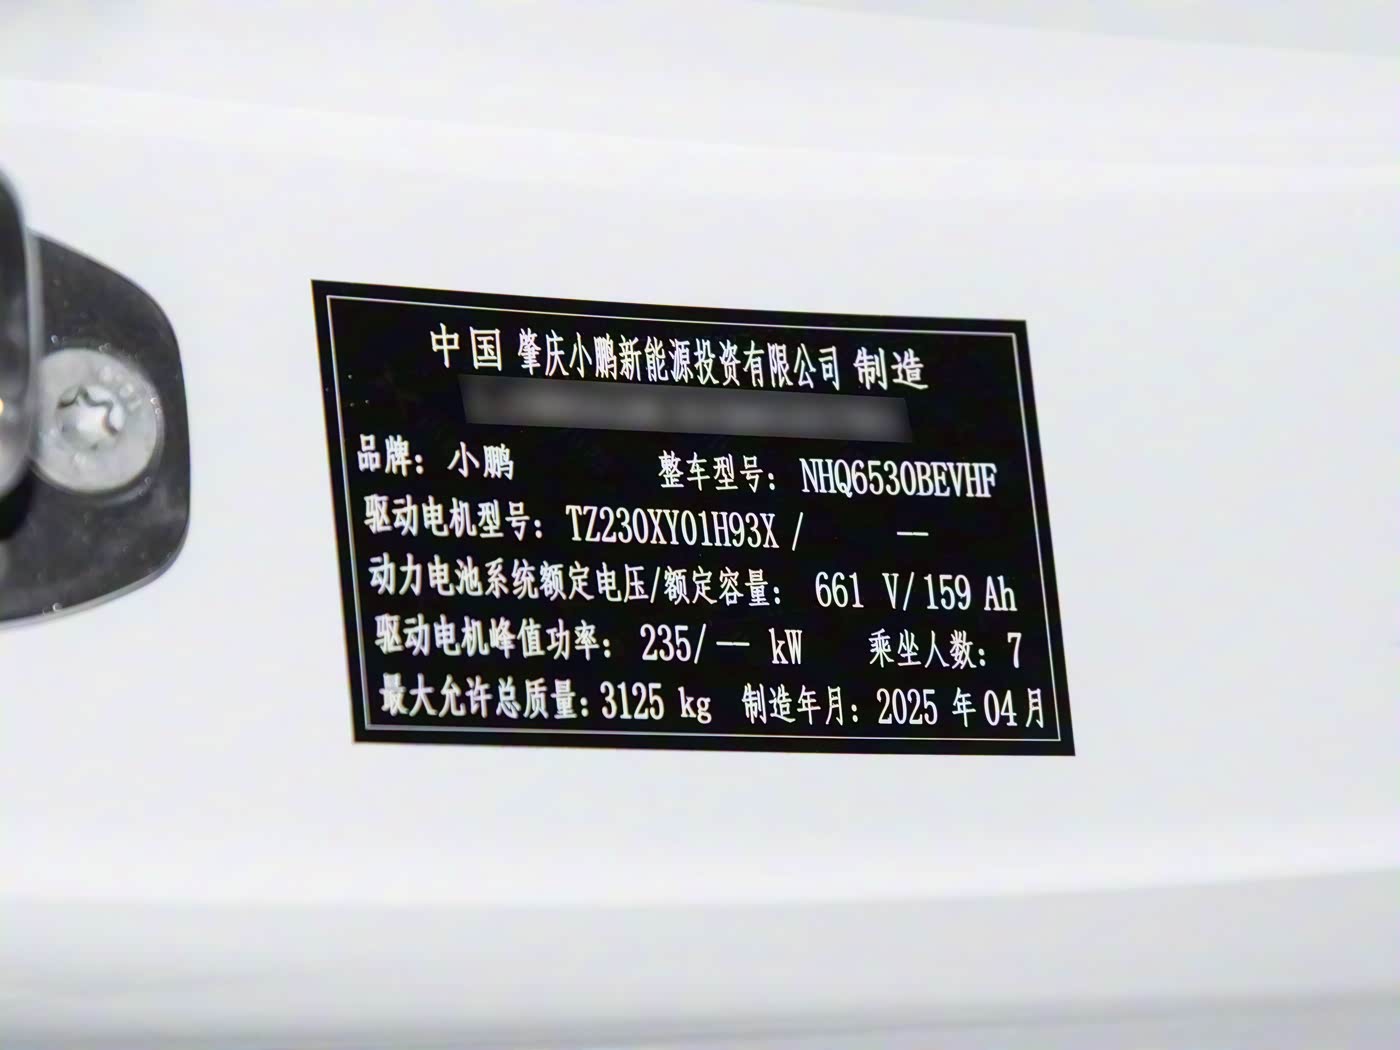 中国 肇庆小鹏新能源投资有限公司 制造
品牌：小鹏 整车型号：NHQ6530BEVHF
驱动电机型号：TZ230XY01H93X / —
动力电池系统额定电压/额定容量：661 V/159 Ah
驱动电机峰值功率：235/— kW 乘坐人数：7
最大允许总质量：3125 kg 制造年月：2025 年 04 月